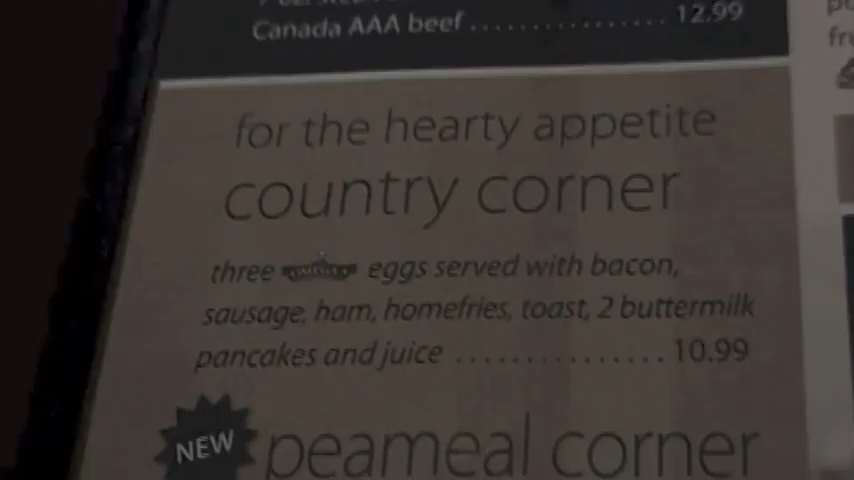 Canada AAA beef ................ 12.99
for the hearty appetite
country corner
three eggs served with bacon,
sausage, ham, homefries, toast, 2 buttermilk
pancakes and juice ................ 10.99
NEW peameal corner